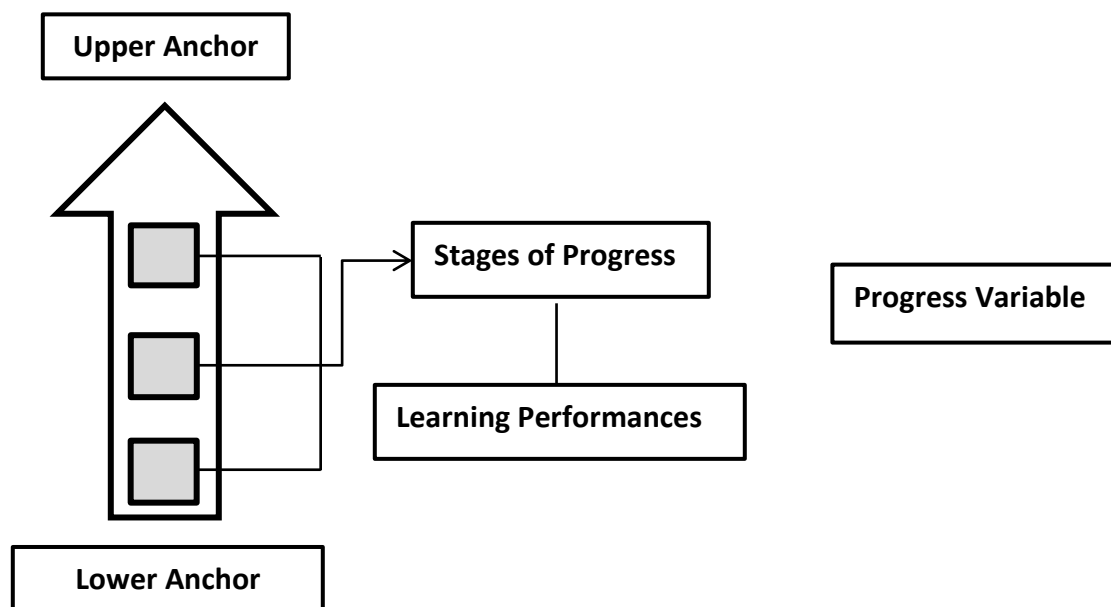 Upper Anchor
Stages of Progress
Progress Variable
Learning Performances
Lower Anchor